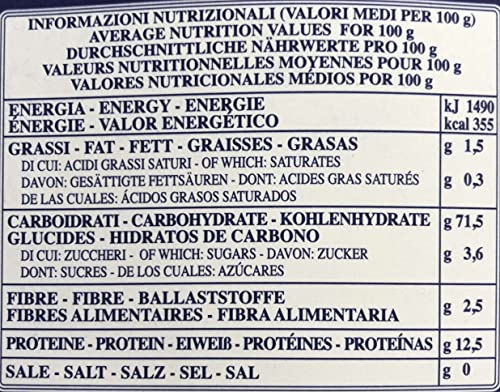 INFORMAZIONI NUTRIZIONALI (VALORI MEDI PER 100 g)
AVERAGE NUTRITION VALUES FOR 100 g
DURCHSCHNITTLICHE NÄHRWERTE PRO 100 g
VALEURS NUTRITIONNELLES MOYENNES POUR 100 g
VALORES NUTRICIONALES MÉDIOS POR 100 g
ENERGIA - ENERGY - ENERGIE kJ 1490
ÉNERGIE - VALOR ENERGÉTICO kcal 355
GRASSI - FAT - FETT - GRAISSES - GRASAS g 1,5
DI CUI: ACIDI GRASSI SATURI - OF WHICH: SATURATES
DAVON: GESÄTTIGTE FETTSÄUREN - DONT: ACIDES GRAS SATURÉS g 0,3
DE LAS CUALES: ÁCIDOS GRASOS SATURADOS
CARBOIDRATI - CARBOHYDRATE - KOHLENHYDRATE g 71,5
GLUCIDES - HIDRATOS DE CARBONO
DI CUI: ZUCCHERI - OF WHICH: SUGARS - DAVON: ZUCKER g 3,6
DONT: SUCRES - DE LOS CUALES: AZÚCARES
FIBRE - FIBRE - BALLASTSTOFFE g 2,5
FIBRES ALIMENTAIRES - FIBRA ALIMENTARIA
PROTEINE - PROTEIN - EIWEIß - PROTÉINES - PROTEÍNAS g 12,5
SALE - SALT - SALZ - SEL - SAL g 0